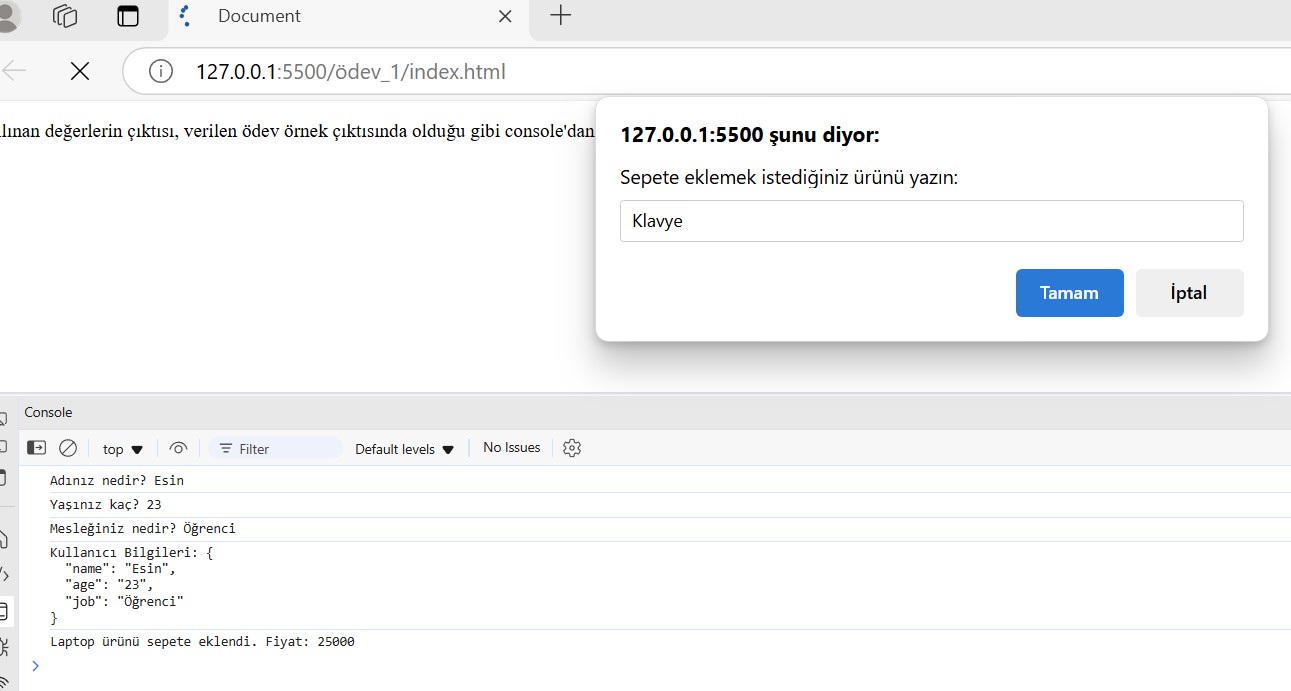 Document
127.0.0.1:5500/ödev_1/index.html
değerlerin çıktısı, verilen ödev örnek çıktısında olduğu gibi console'dan
127.0.0.1:5500 şunu diyor:
Sepete eklemek istediğiniz ürünü yazın:
Klavye
Tamam
İptal
Console
top
Filter
Default levels
No Issues
Adınız nedir? Esin
Yaşınız kaç? 23
Mesleğiniz nedir? Öğrenci
Kullanıcı Bilgileri: {
"name": "Esin",
"age": "23",
"job": "Öğrenci"
}
Laptop ürünü sepete eklendi. Fiyat: 25000